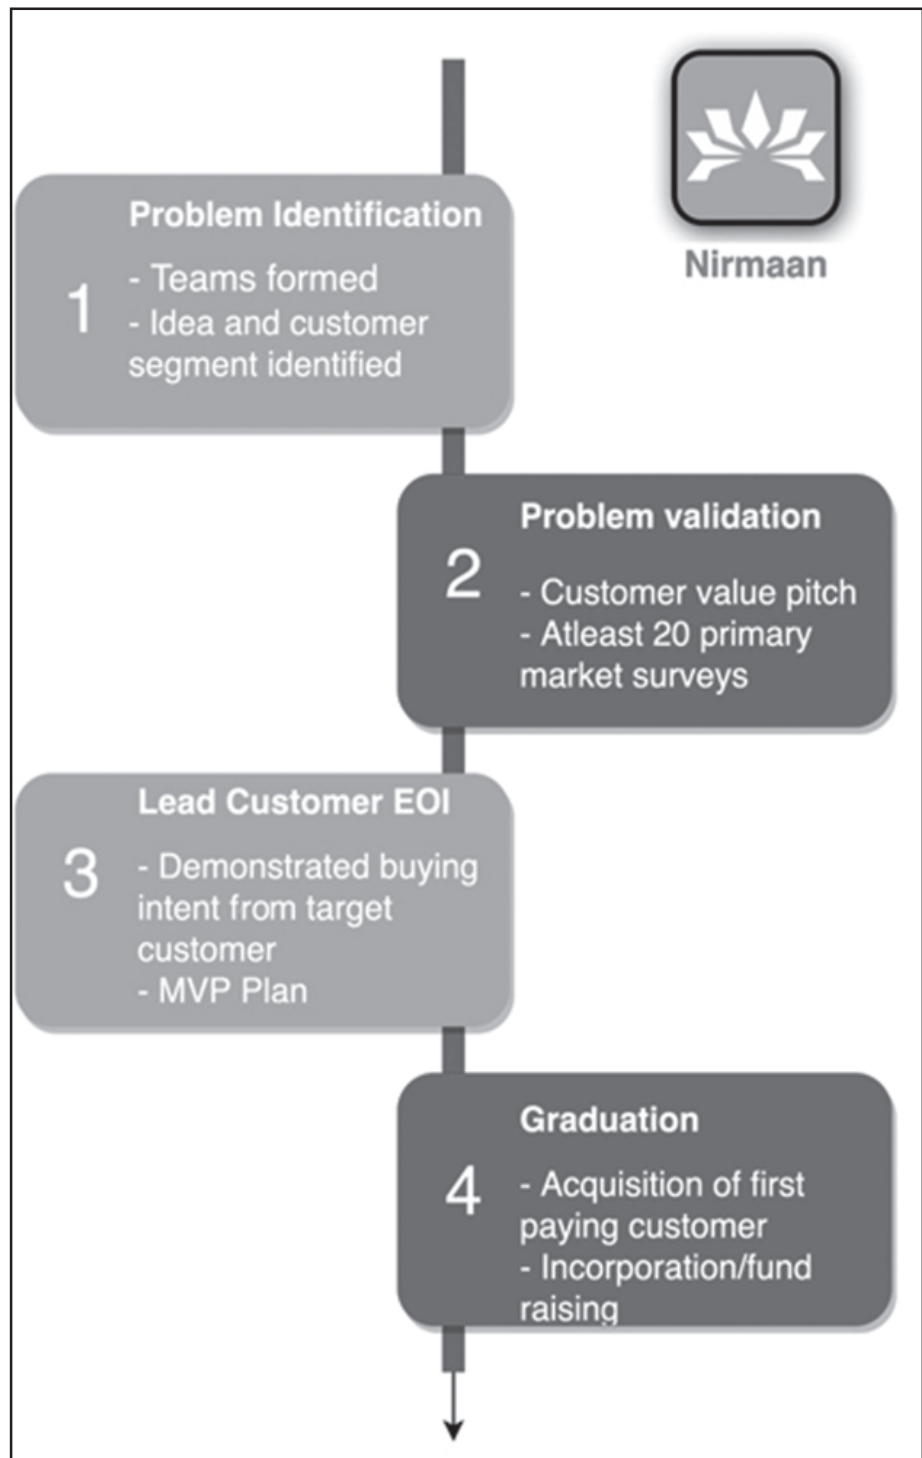 Nirmaan
1
Problem Identification
- Teams formed
- Idea and customer
segment identified
2
Problem validation
- Customer value pitch
- Atleast 20 primary
market surveys
3
Lead Customer EOI
- Demonstrated buying
intent from target
customer
- MVP Plan
4
Graduation
- Acquisition of first
paying customer
- Incorporation/fund
raising